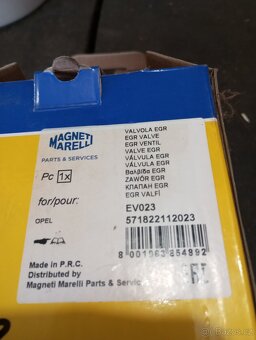 MAGNETI
MARELLI
PARTS & SERVICES
Pc 1x
VALVOLA EGR
EGR VALVE
EGR VENTIL
VALVE EGR
VÁLVULA EGR
VÁLVULA EGR
Βαλβίδα EGR
ZAWÓR EGR
КЛАПАН EGR
EGR VALFİ
for/pour:
OPEL
EV023
571822112023
8 001063 854892
Made in P.R.C.
Distributed by
Magneti Marelli Parts & Servic